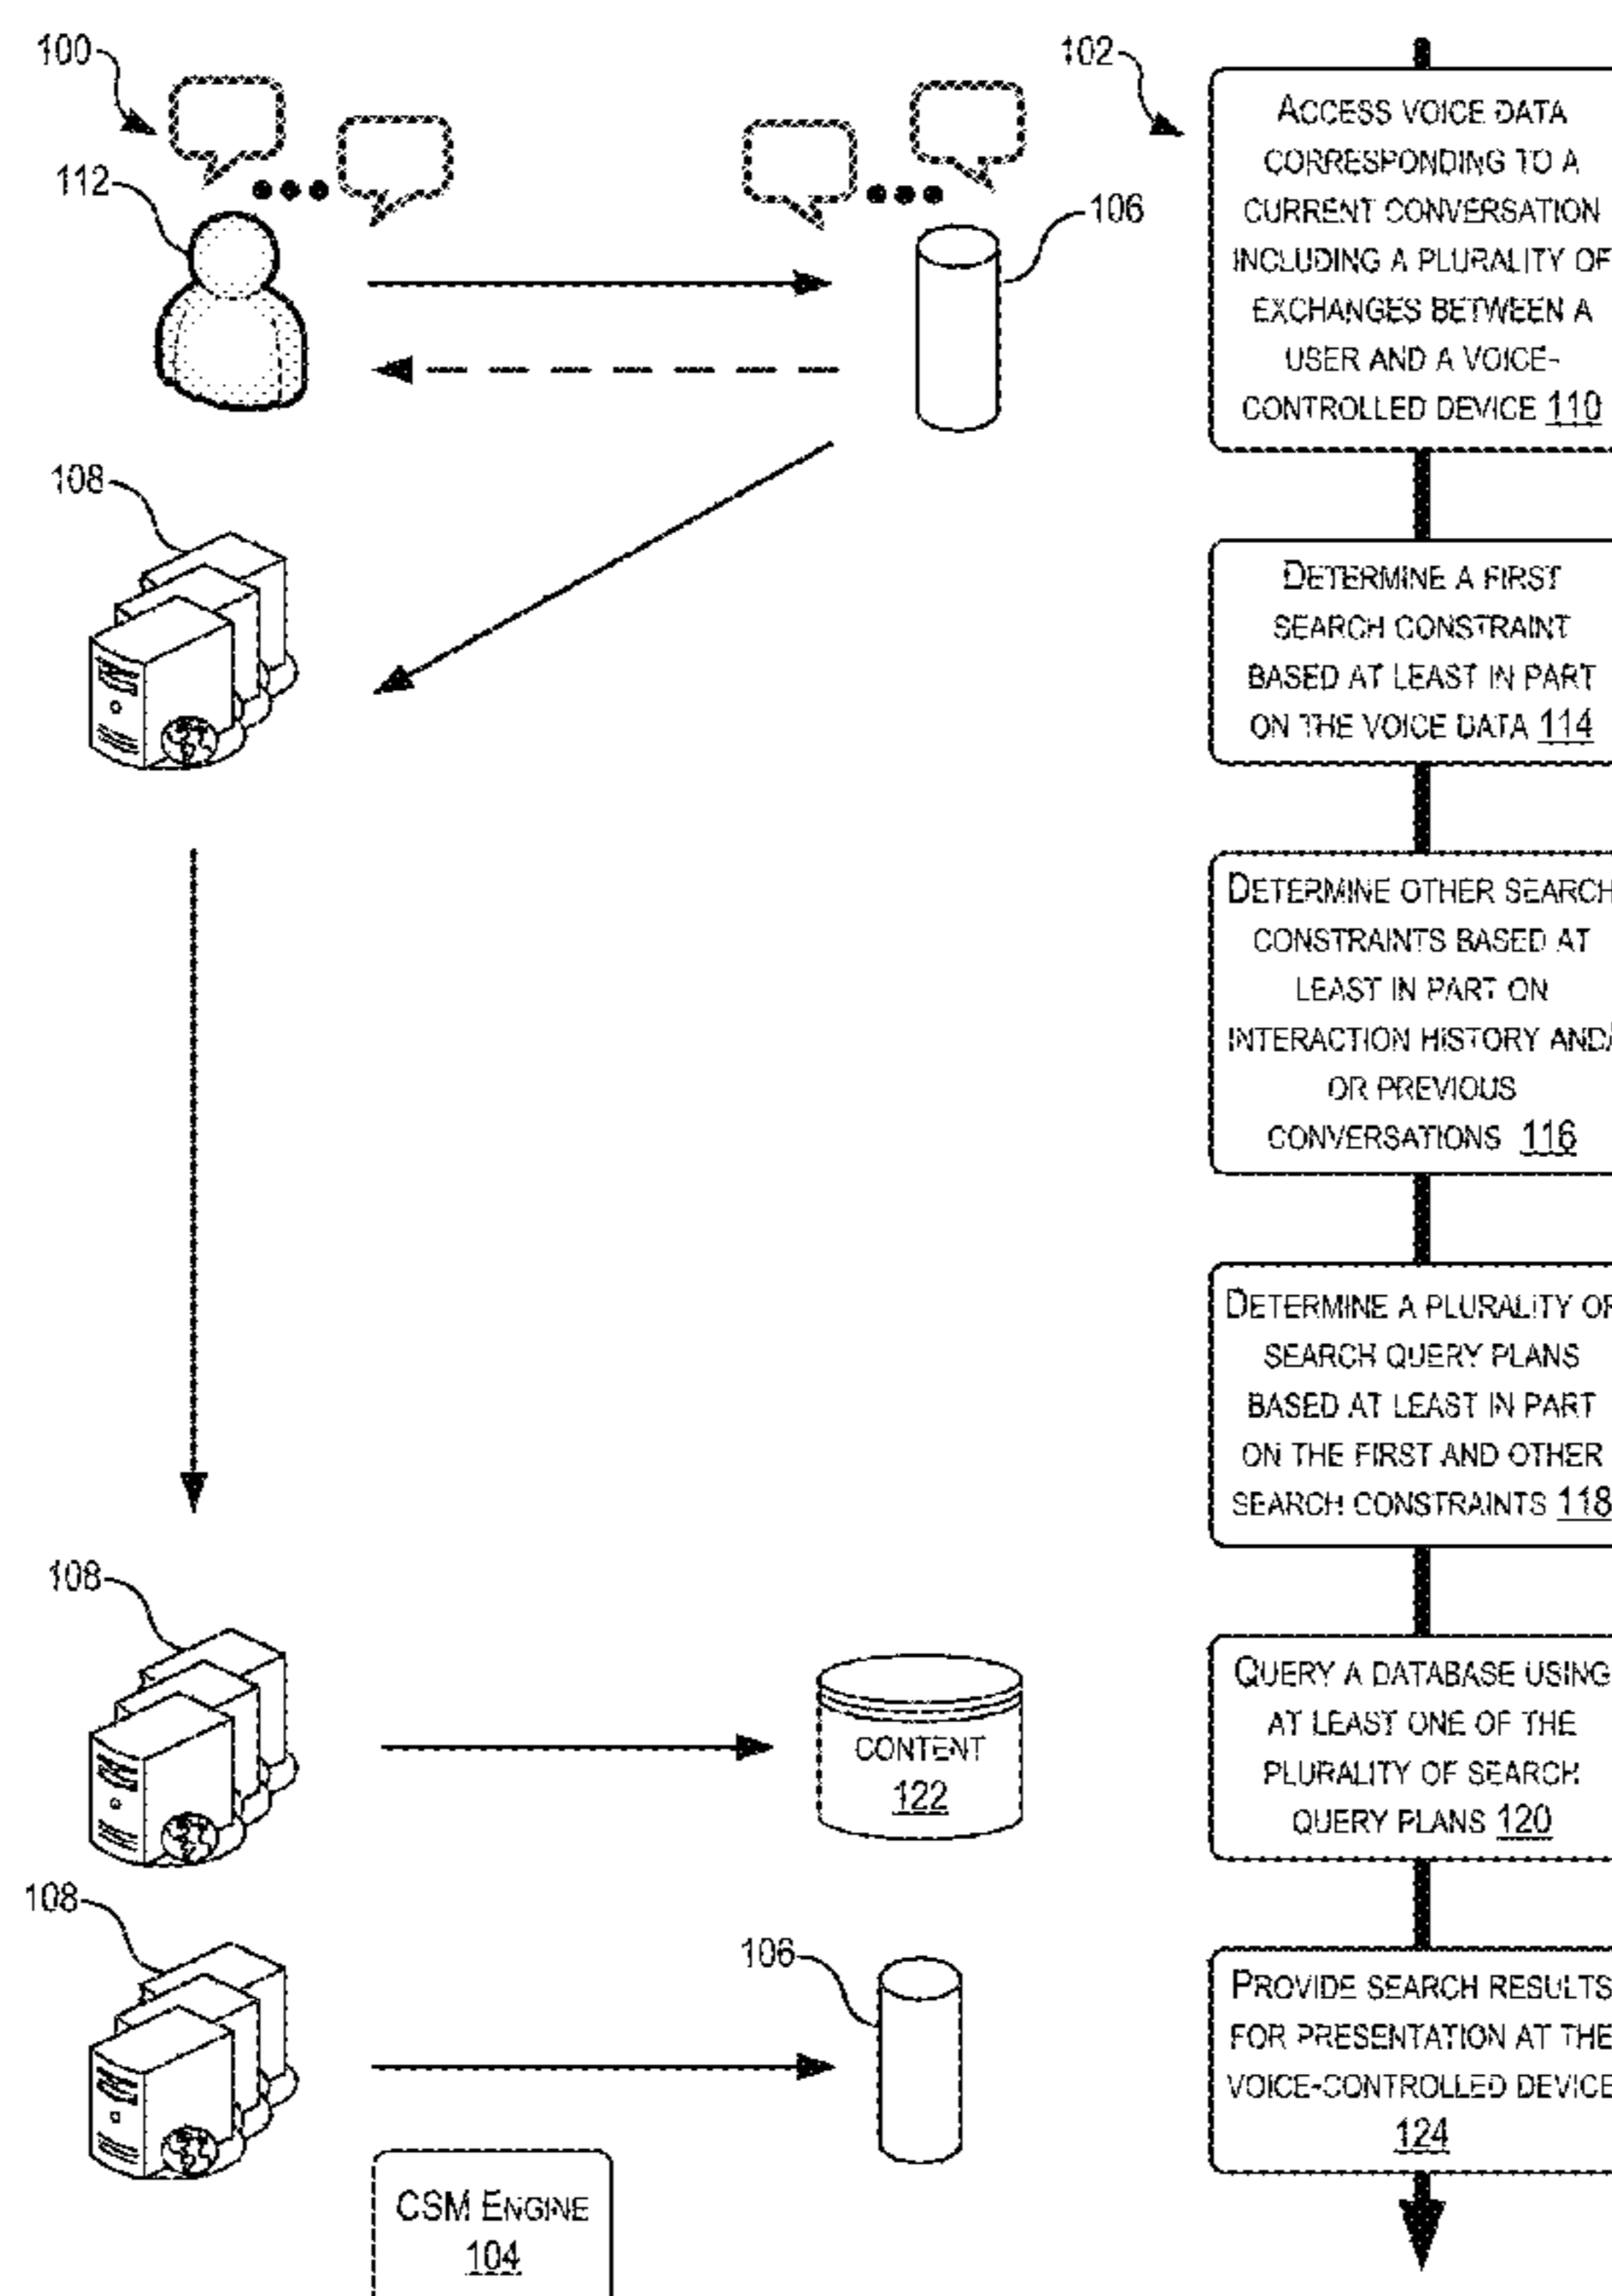 100
112
106
108
108
CONTENT
122
108
106
CSM ENGINE
104
102
ACCESS VOICE DATA
CORRESPONDING TO A
CURRENT CONVERSATION
INCLUDING A PLURALITY OF
EXCHANGES BETWEEN A
USER AND A VOICE-
CONTROLLED DEVICE 110
DETERMINE A FIRST
SEARCH CONSTRAINT
BASED AT LEAST IN PART
ON THE VOICE DATA 114
DETERMINE OTHER SEARCH
CONSTRAINTS BASED AT
LEAST IN PART ON
INTERACTION HISTORY AND/
OR PREVIOUS
CONVERSATIONS 116
DETERMINE A PLURALITY OF
SEARCH QUERY PLANS
BASED AT LEAST IN PART
ON THE FIRST AND OTHER
SEARCH CONSTRAINTS 118
QUERY A DATABASE USING
AT LEAST ONE OF THE
PLURALITY OF SEARCH
QUERY PLANS 120
PROVIDE SEARCH RESULTS
FOR PRESENTATION AT THE
VOICE-CONTROLLED DEVICE
124